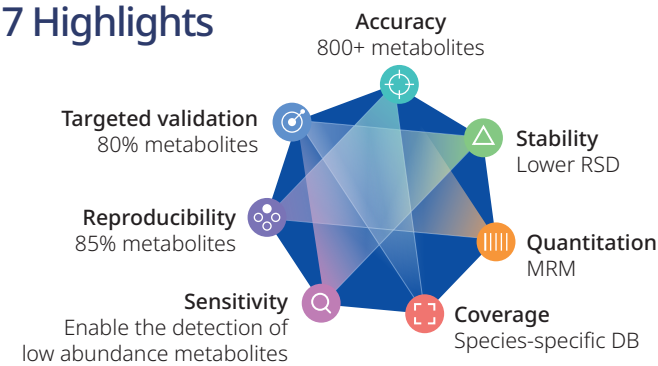 7 Highlights
Accuracy
800+ metabolites
Targeted validation
80% metabolites
Stability
Lower RSD
Reproducibility
85% metabolites
Quantitation
MRM
Sensitivity
Enable the detection of
low abundance metabolites
Coverage
Species-specific DB